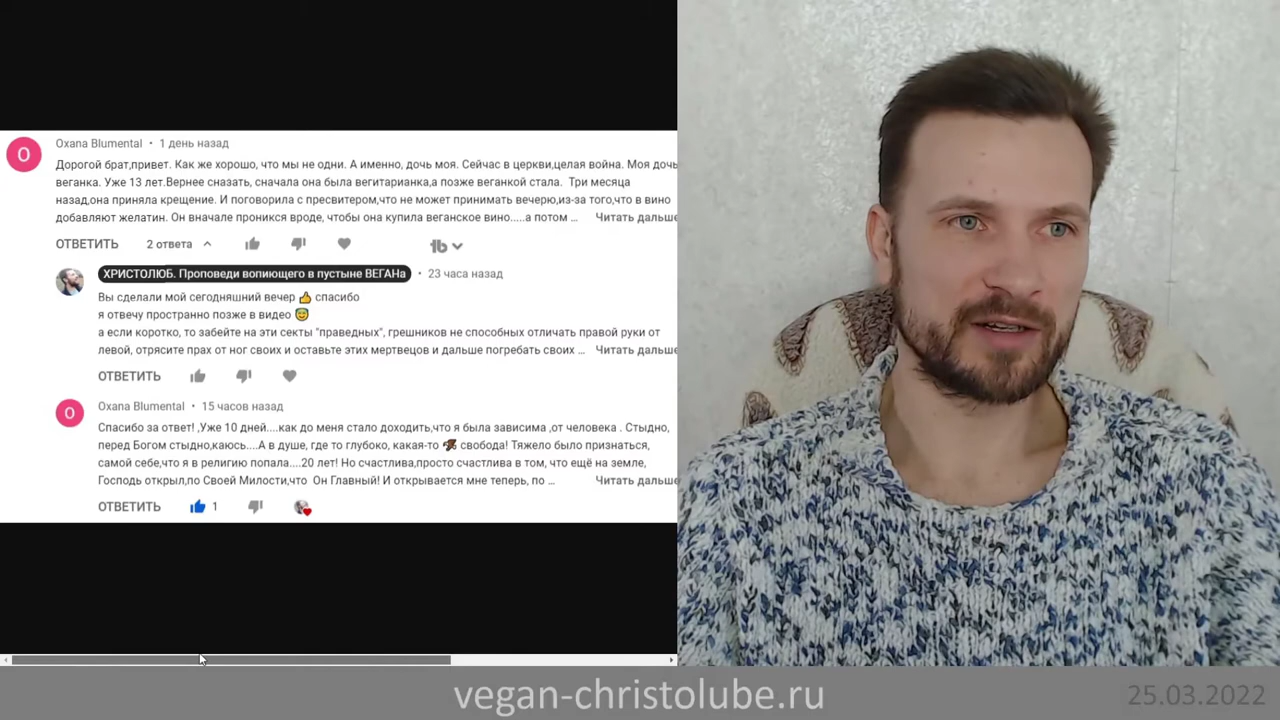 Oxana Blumental • 1 день назад
Дорогой брат,привет. Как же хорошо, что мы не одни. А именно, дочь моя. Сейчас в церкви,целая война. Моя дочь
веганка. Уже 13 лет.Вернее сназать, сначала она была вегитарианка,а позже веганкой стала. Три месяца
назад,она приняла крещение. И поговорила с пресвитером,что не может принимать вечерю,из-за того,что в вино
добавляют желатин. Он вначале проникся вроде, чтобы она купила веганское вино.....а потом ... Читать дальше
ОТВЕТИТЬ 2 ответа
ХРИСТОЛЮБ. Проповеди вопиющего в пустыне ВЕГАНа • 23 часа назад
Вы сделали мой сегодняшний вечер 👍 спасибо
я отвечу пространно позже в видео 😇
а если коротко, то забейте на эти секты "праведных", грешников не способных отличать правой руки от
левой, отрясите прах от ног своих и оставьте этих мертвецов и дальше погребать своих ... Читать дальше
ОТВЕТИТЬ
Oxana Blumental • 15 часов назад
Спасибо за ответ! ,Уже 10 дней....как до меня стало доходить,что я была зависима ,от человека . Стыдно,
перед Богом стыдно,каюсь....А в душе, где то глубоко, какая-то свобода! Тяжело было признаться,
самой себе,что я в религию попала....20 лет! Но счастлива,просто счастлива в том, что ещё на земле,
Господь открыл,по Своей Милости,что Он Главный! И открывается мне теперь, по ... Читать дальше
ОТВЕТИТЬ 1
vegan-christolube.ru
25.03.2022